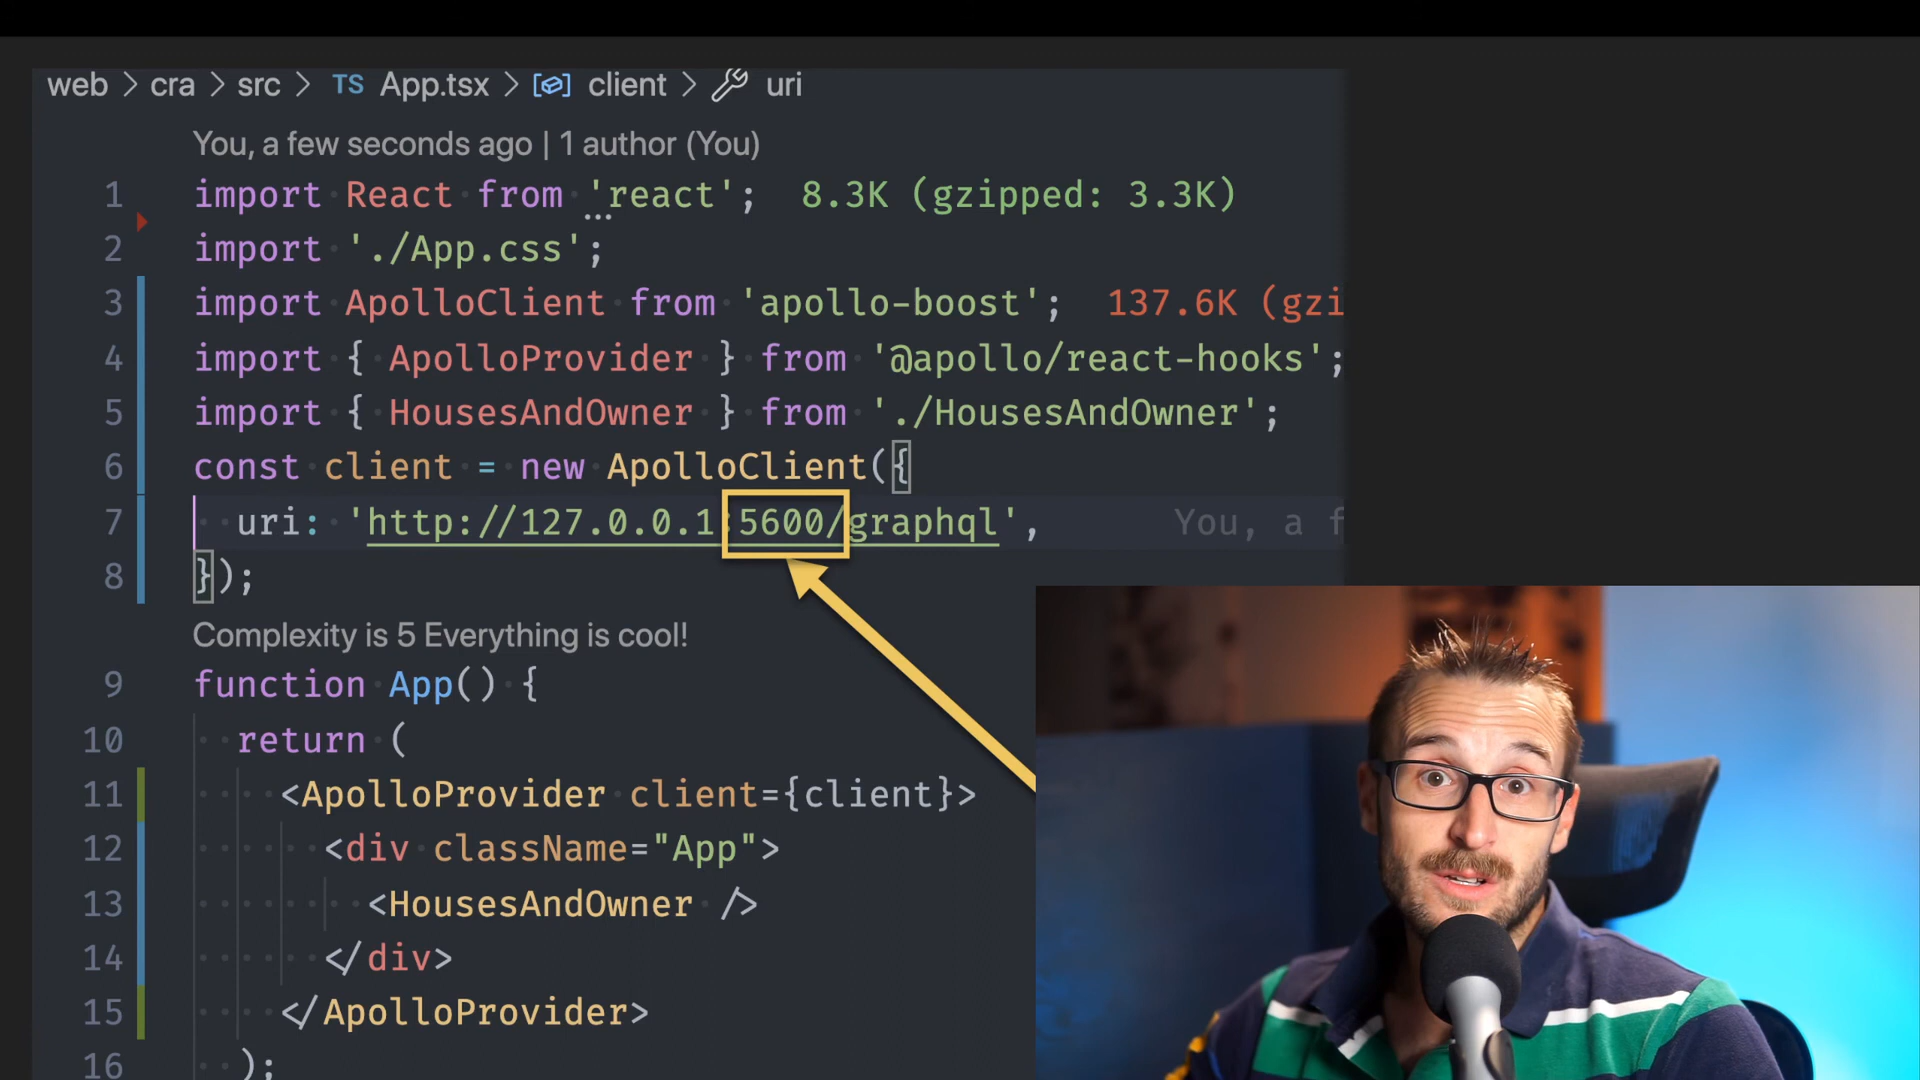 web > cra > src > TS App.tsx > client > uri
You, a few seconds ago | 1 author (You)
1 import React from 'react'; 8.3K (gzipped: 3.3K)
2 import './App.css';
3 import ApolloClient from 'apollo-boost'; 137.6K (gzi
4 import { ApolloProvider } from '@apollo/react-hooks';
5 import { HousesAndOwner } from './HousesAndOwner';
6 const client = new ApolloClient({
7 uri: 'http://127.0.0.1:5600/graphql', You, a f
8 });
Complexity is 5 Everything is cool!
9 function App() {
10 return (
11 <ApolloProvider client={client}>
12 <div className="App">
13 <HousesAndOwner />
14 </div>
15 </ApolloProvider>
16 );